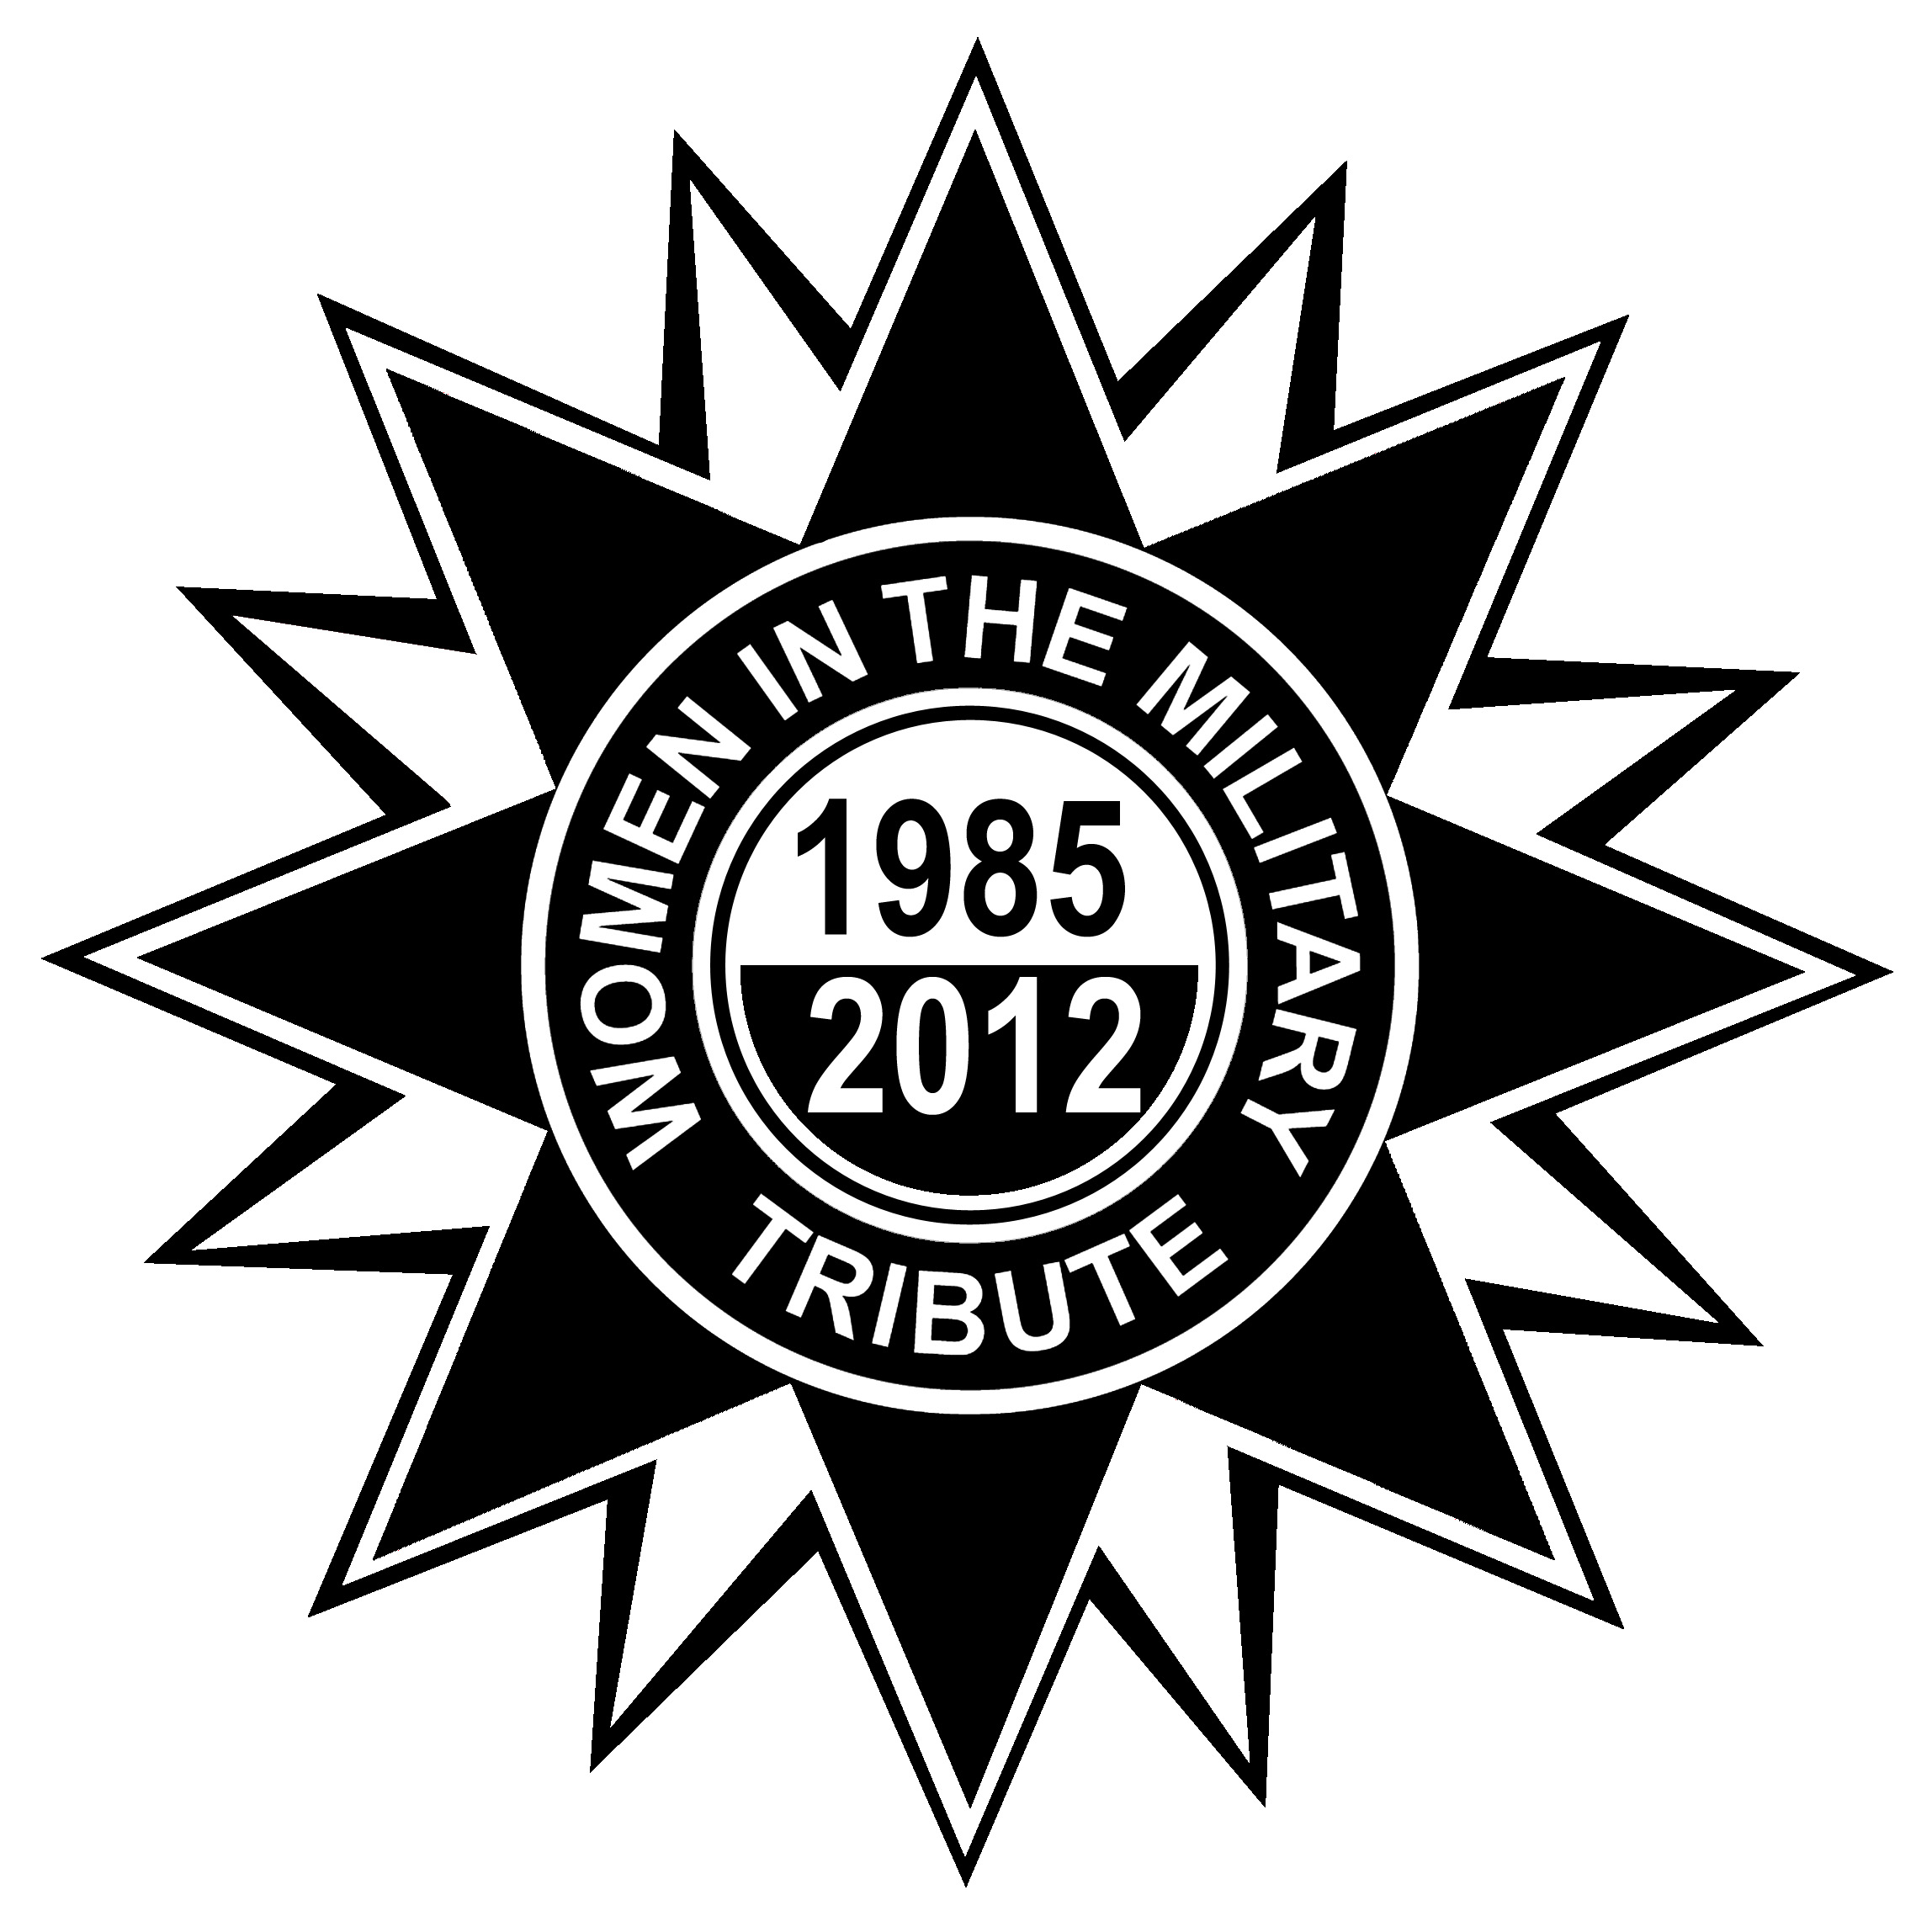 WOMEN IN THE MILITARY
1985
2012
TRIBUTE